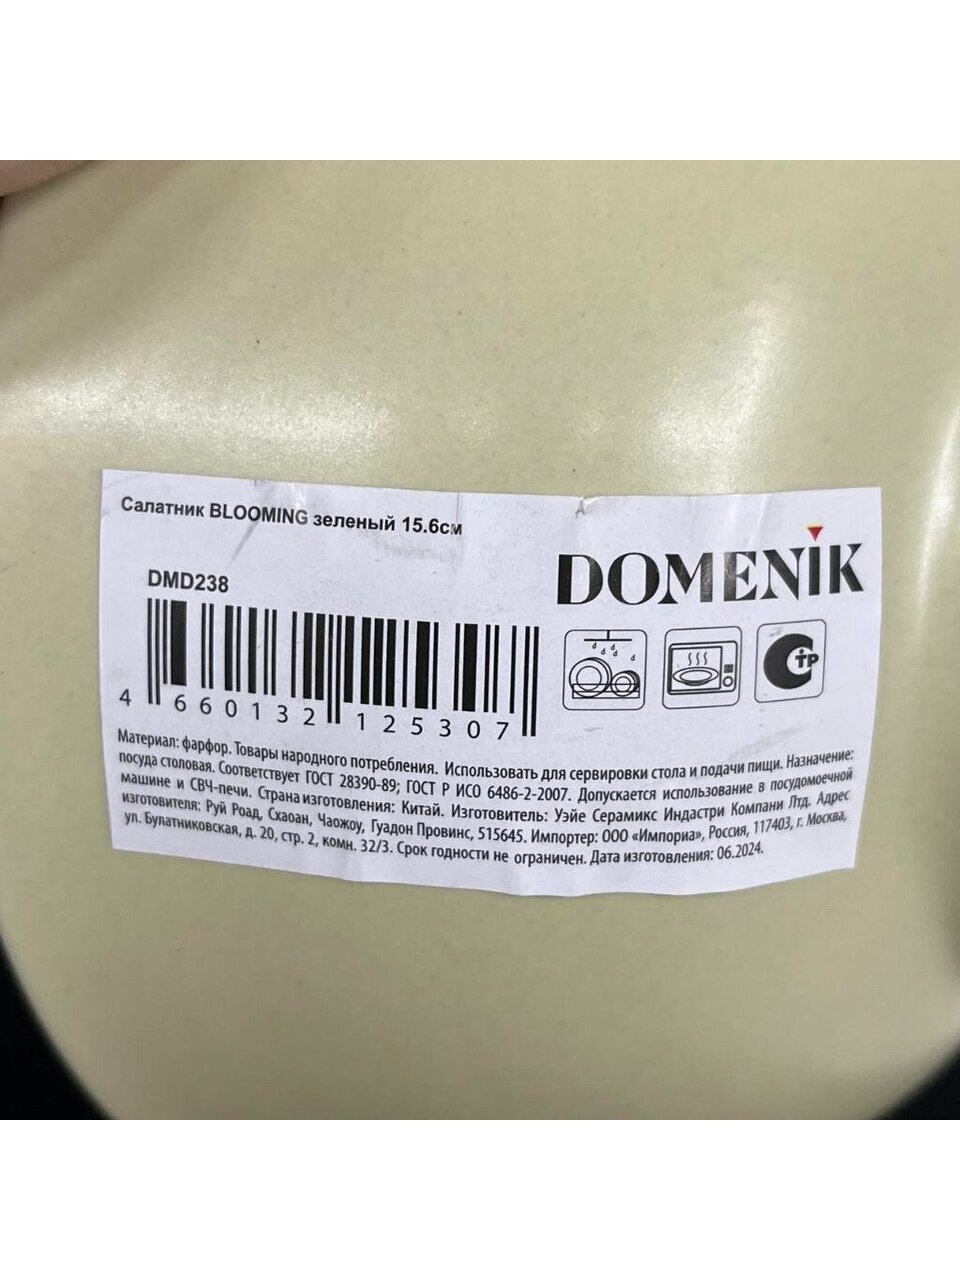 Салатник BLOOMING зеленый 15.6см
DOMENIK
DMD238
4 660132 125307
Материал: фарфор. Товары народного потребления. Использовать для сервировки стола и подачи пищи. Назначение:
посуда столовая. Соответствует ГОСТ 28390-89; ГОСТ Р ИСО 6486-2-2007. Допускается использование в посудомоечной
машине и СВЧ-печи. Страна изготовления: Китай. Изготовитель: Уэйе Серамикс Индастри Компани Лтд. Адрес
изготовителя: Руй Роад, Схаоан, Чаожоу, Гуадон Провинс, 515645. Импортер: ООО «Импориа», Россия, 117403, г. Москва,
ул. Булатниковская, д. 20, стр. 2, комн. 32/3. Срок годности не ограничен. Дата изготовления: 06.2024.